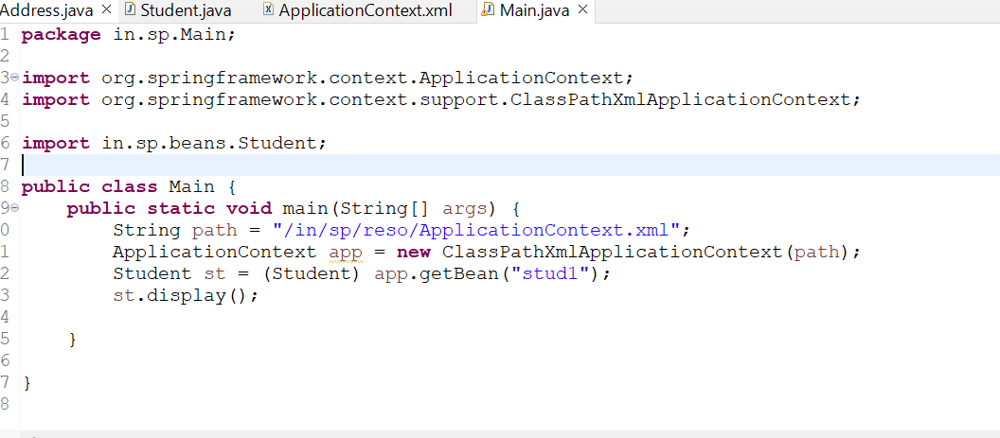 Address.java Student.java ApplicationContext.xml Main.java
1 package in.sp.Main;
2
3 import org.springframework.context.ApplicationContext;
4 import org.springframework.context.support.ClassPathXmlApplicationContext;
5
6 import in.sp.beans.Student;
7
8 public class Main {
9 public static void main(String[] args) {
0 String path = "/in/sp/reso/ApplicationContext.xml";
1 ApplicationContext app = new ClassPathXmlApplicationContext(path);
2 Student st = (Student) app.getBean("stud1");
3 st.display();
4
5 }
6
7 }
8